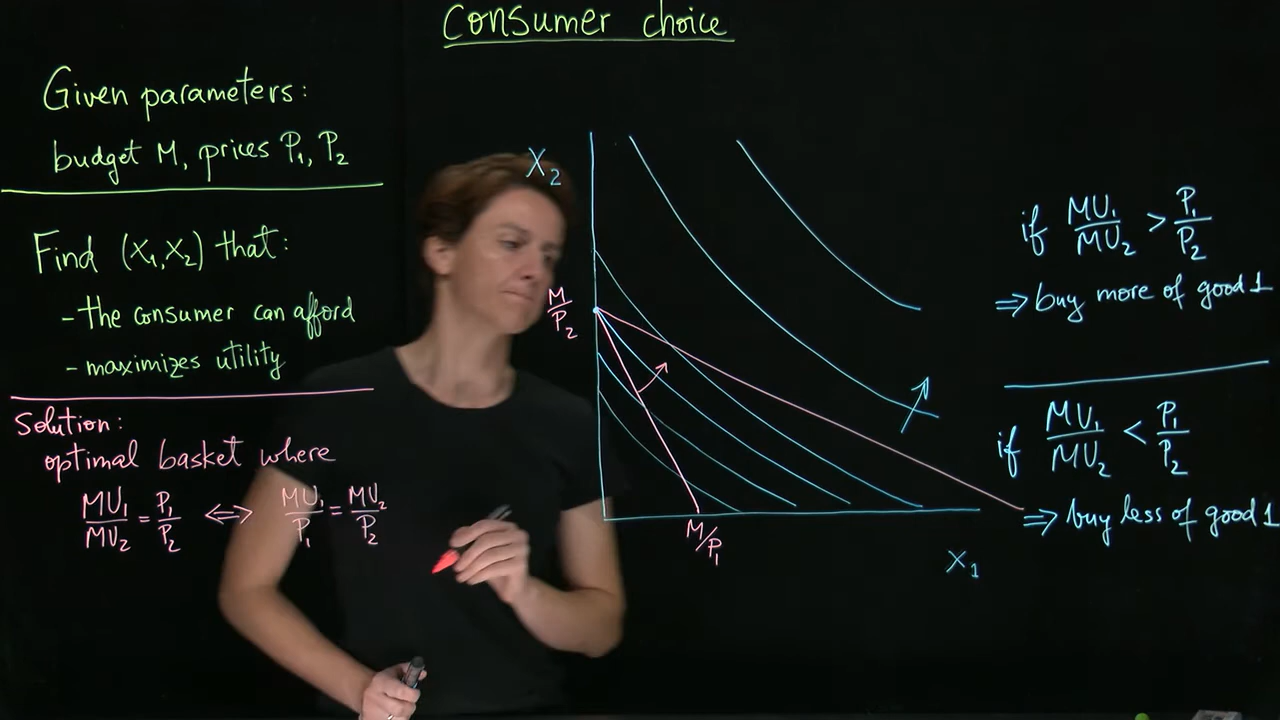 Consumer choice
Given parameters:
budget M, prices P₁, P₂
Find (X₁,X₂) that:
- the consumer can afford
- maximizes utility
Solution:
optimal basket where
MU₁/MU₂ = P₁/P₂ ⟺ MU₁/P₁ = MU₂/P₂
X₂
M/P₂
M/P₁
X₁
if MU₁/MU₂ > P₁/P₂
⇒ buy more of good 1
if MU₁/MU₂ < P₁/P₂
⇒ buy less of good 1